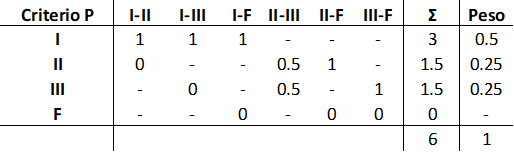 Criterio P I-II I-III I-F II-III II-F III-F Σ Peso
I 1 1 1 - - - 3 0.5
II 0 - - 0.5 1 - 1.5 0.25
III - 0 - 0.5 - 1 1.5 0.25
F - - 0 - 0 0 0 -
6 1